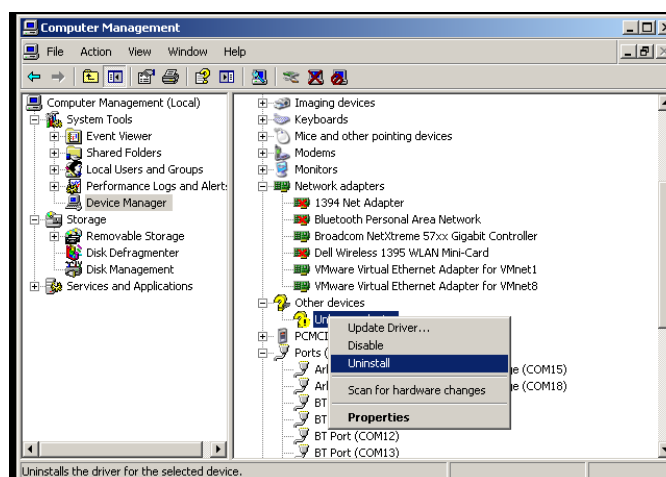 Computer Management
File Action View Window Help
Computer Management (Local)
System Tools
Event Viewer
Shared Folders
Local Users and Groups
Performance Logs and Alert
Device Manager
Storage
Removable Storage
Disk Defragmenter
Disk Management
Services and Applications
Imaging devices
Keyboards
Mice and other pointing devices
Modems
Monitors
Network adapters
1394 Net Adapter
Bluetooth Personal Area Network
Broadcom NetXtreme 57xx Gigabit Controller
Dell Wireless 1395 WLAN Mini-Card
VMware Virtual Ethernet Adapter for VMnet1
VMware Virtual Ethernet Adapter for VMnet8
Other devices
PCMCI
Ports (
(COM15)
(COM18)
BT
BT
BT Port (COM12)
BT Port (COM13)
Update Driver...
Disable
Uninstall
Scan for hardware changes
Properties
Uninstalls the driver for the selected device.